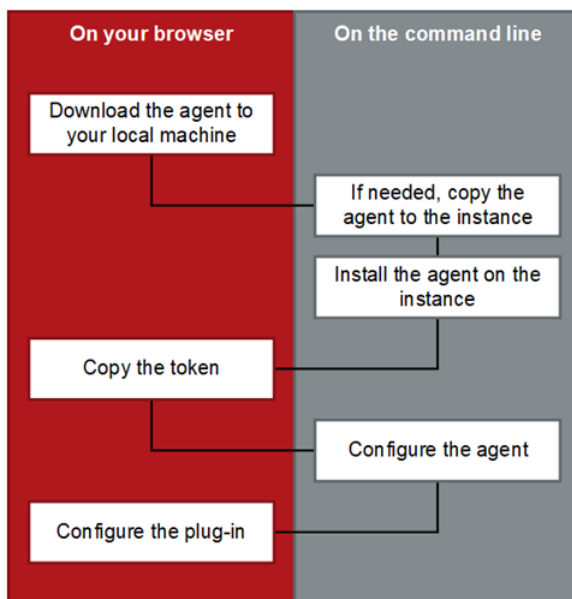 On your browser
On the command line
Download the agent to
your local machine
If needed, copy the
agent to the instance
Install the agent on the
instance
Copy the token
Configure the agent
Configure the plug-in